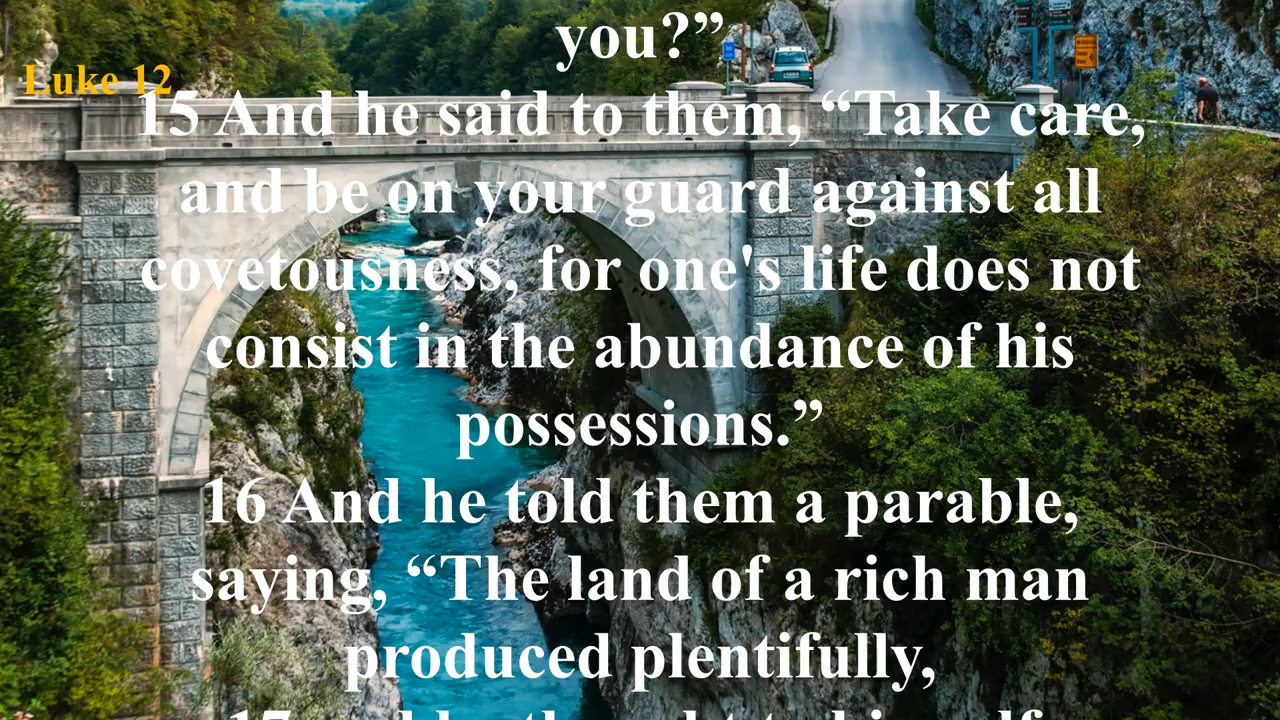 you?”
Luke 12
15 And he said to them, “Take care,
and be on your guard against all
covetousness, for one's life does not
consist in the abundance of his
possessions.”
16 And he told them a parable,
saying, “The land of a rich man
produced plentifully,